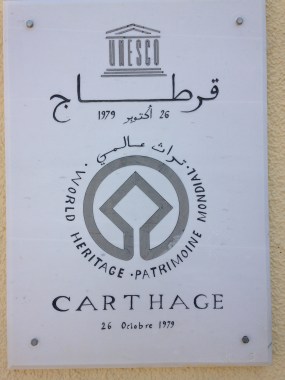 UNESCO
قرطاج
26 أكتوبر 1979
تراث عالمي
WORLD HERITAGE · PATRIMOINE MONDIAL
CARTHAGE
26 Octobre 1979